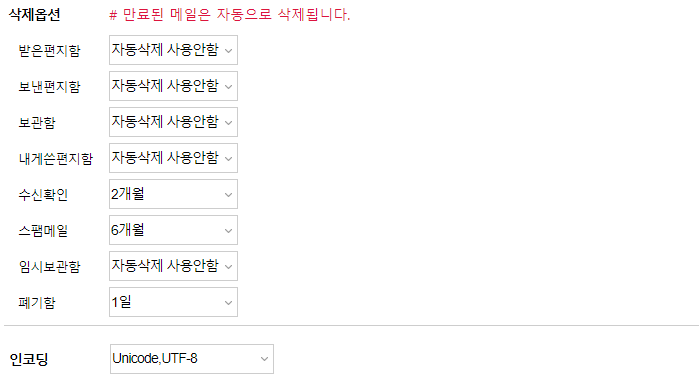 삭제옵션 # 만료된 메일은 자동으로 삭제됩니다.
받은편지함 자동삭제 사용안함
보낸편지함 자동삭제 사용안함
보관함 자동삭제 사용안함
내게쓴편지함 자동삭제 사용안함
수신확인 2개월
스팸메일 6개월
임시보관함 자동삭제 사용안함
폐기함 1일
인코딩 Unicode,UTF-8